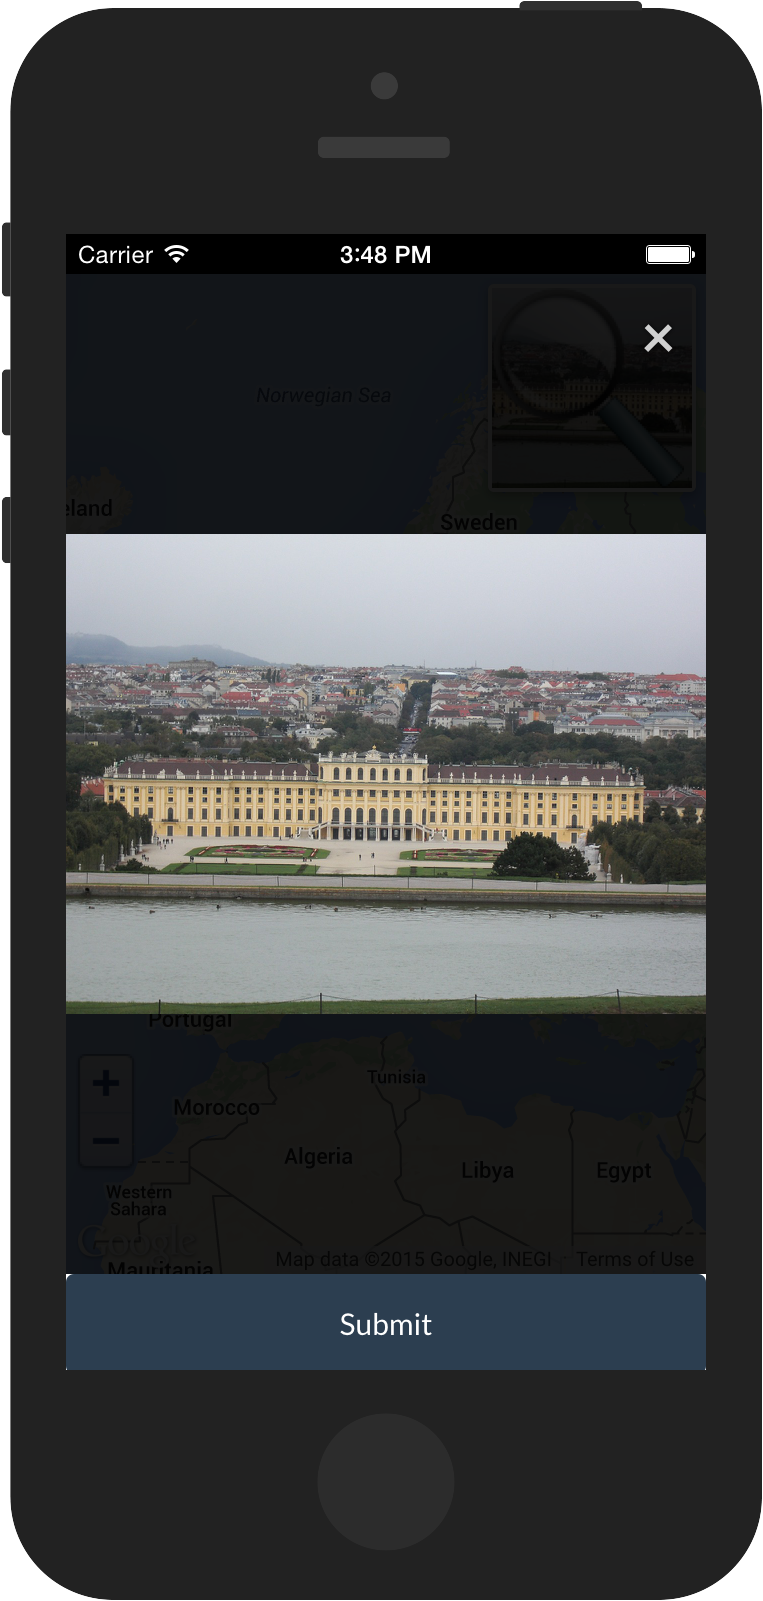 Carrier
3:48 PM
Norwegian Sea
eland
Sweden
Portugal
Tunisia
Morocco
Algeria
Libya
Egypt
Western
Sahara
Google
Map data ©2015 Google, INEGI
Terms of Use
Mauritania
Submit